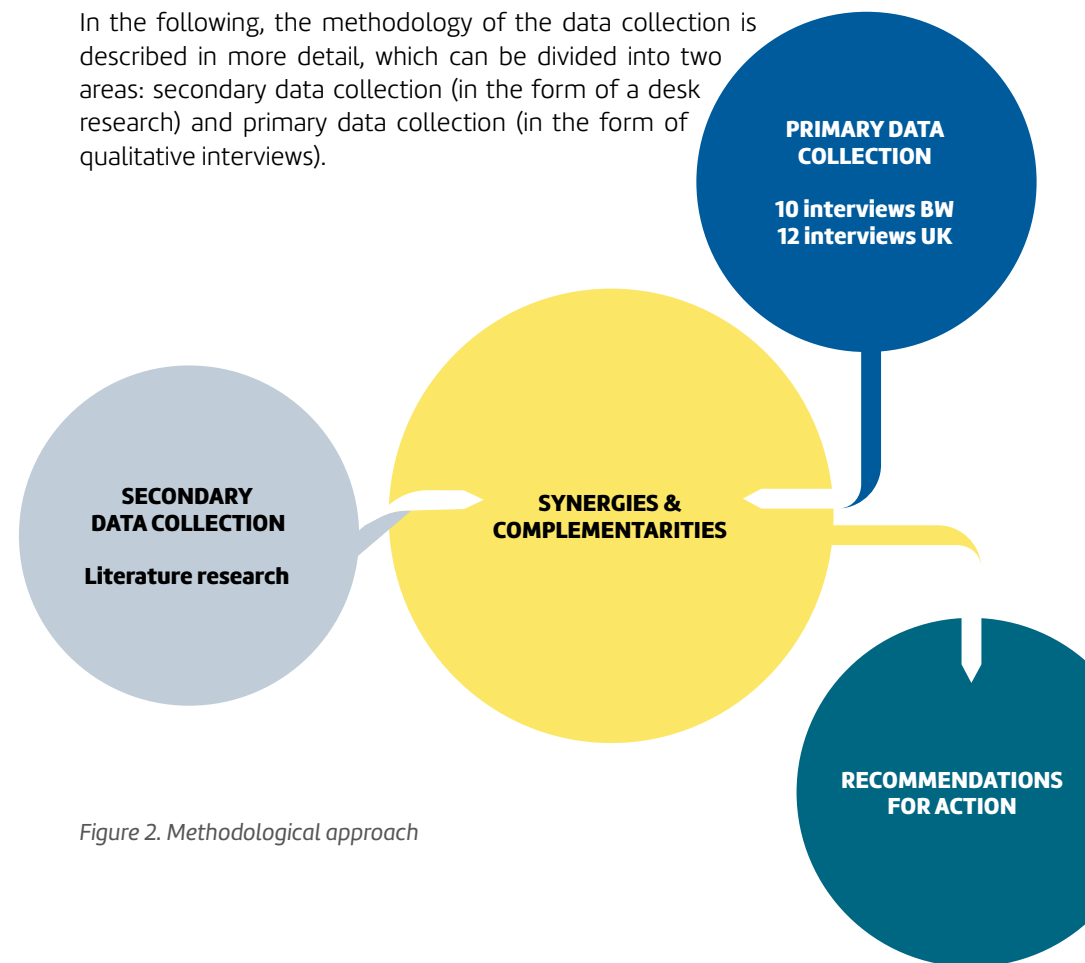 In the following, the methodology of the data collection is
described in more detail, which can be divided into two
areas: secondary data collection (in the form of a desk
research) and primary data collection (in the form of
qualitative interviews).
PRIMARY DATA
COLLECTION
10 interviews BW
12 interviews UK
SECONDARY
DATA COLLECTION
Literature research
SYNERGIES &
COMPLEMENTARITIES
RECOMMENDATIONS
FOR ACTION
Figure 2. Methodological approach